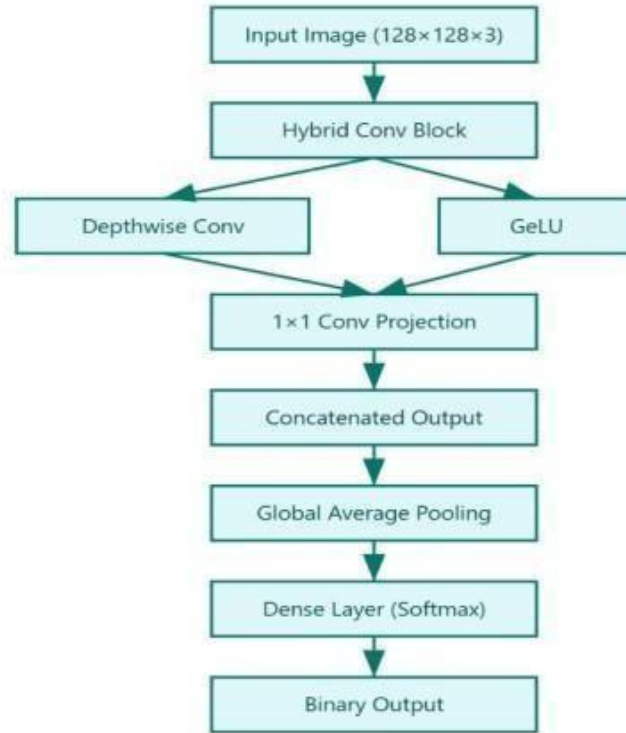 Input Image (128×128×3)
Hybrid Conv Block
Depthwise Conv
GeLU
1×1 Conv Projection
Concatenated Output
Global Average Pooling
Dense Layer (Softmax)
Binary Output